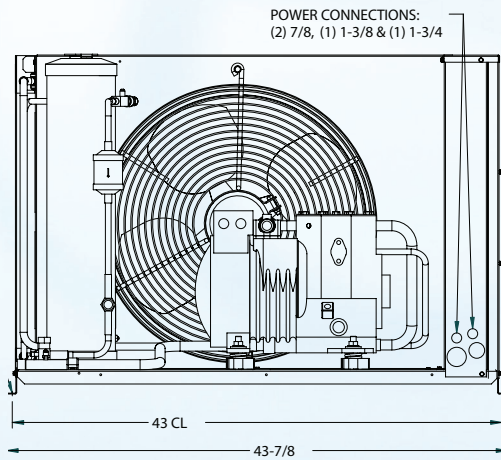 POWER CONNECTIONS:
(2) 7/8, (1) 1-3/8 & (1) 1-3/4
43 CL
43-7/8